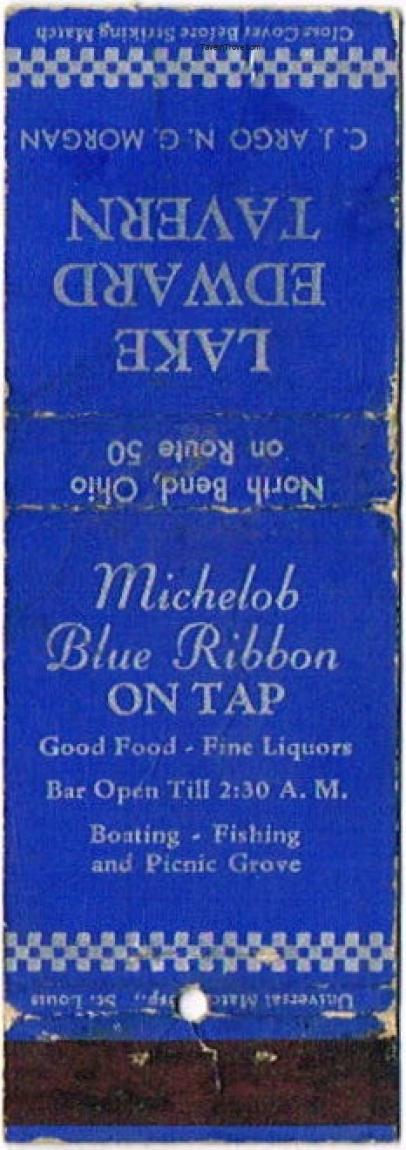 Close Cover Before Striking Match
TavernTrove.com
C. J. ARGO N. G. MORGAN
LAKE
EDWARD
TAVERN
North Bend, Ohio
on Route 50
Michelob
Blue Ribbon
ON TAP
Good Food - Fine Liquors
Bar Open Till 2:30 A. M.
Boating - Fishing
and Picnic Grove
Universal Match Corp., St. Louis